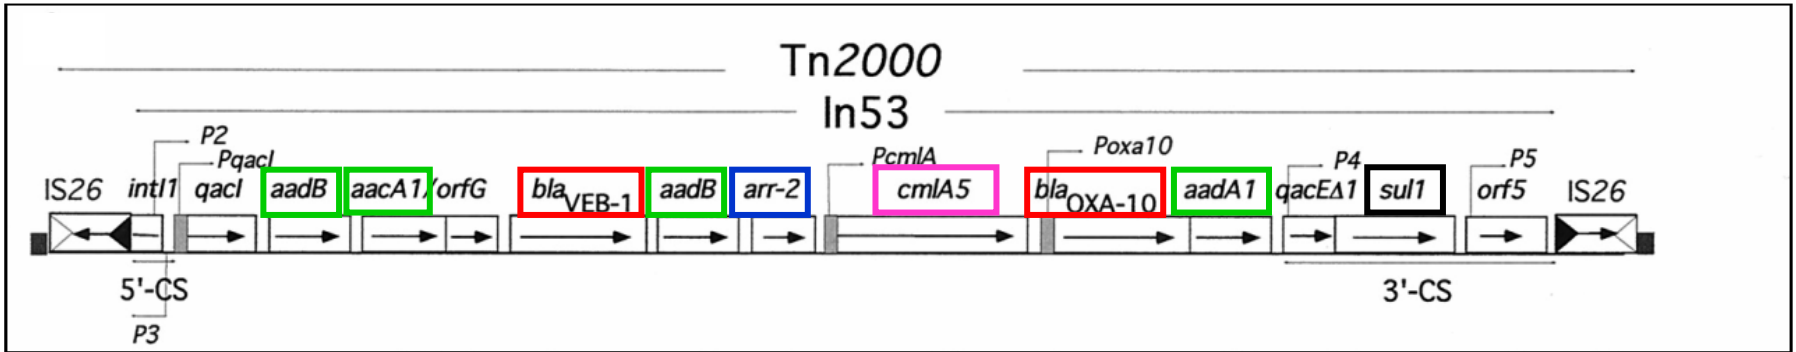 Tn2000
In53
P2 PqacI PcmlA Poxa10 P4 P5
IS26 intI1 qacI aadB aacA1/orfG blaVEB-1 aadB arr-2 cmlA5 blaOXA-10 aadA1 qacEΔ1 sul1 orf5 IS26
5'-CS 3'-CS
P3